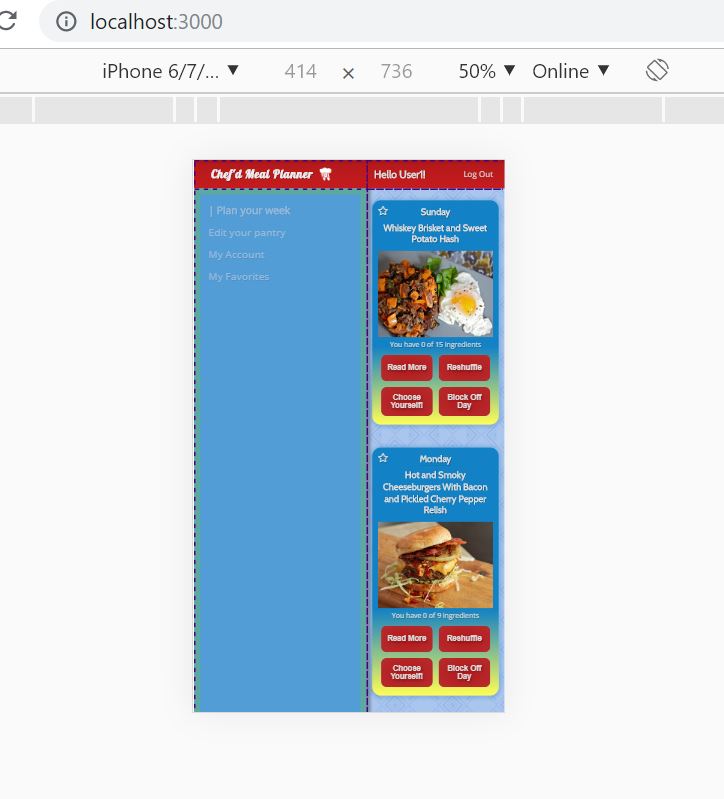 localhost:3000
iPhone 6/7/... ▼ 414 × 736 50% ▼ Online ▼
Chef'd Meal Planner
Hello User1!
Log Out
| Plan your week
Edit your pantry
My Account
My Favorites
Sunday
Whiskey Brisket and Sweet
Potato Hash
You have 0 of 15 ingredients
Read More
Reshuffle
Choose
Yourself!
Block Off
Day
Monday
Hot and Smoky
Cheeseburgers With Bacon
and Pickled Cherry Pepper
Relish
You have 0 of 9 ingredients
Read More
Reshuffle
Choose
Yourself!
Block Off
Day